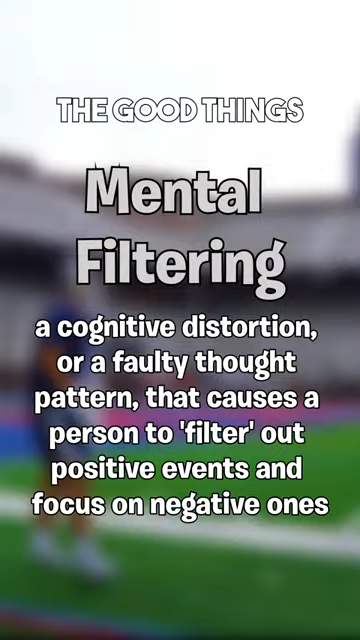 THE GOOD THINGS
Mental
Filtering
a cognitive distortion,
or a faulty thought
pattern, that causes a
person to 'filter' out
positive events and
focus on negative ones